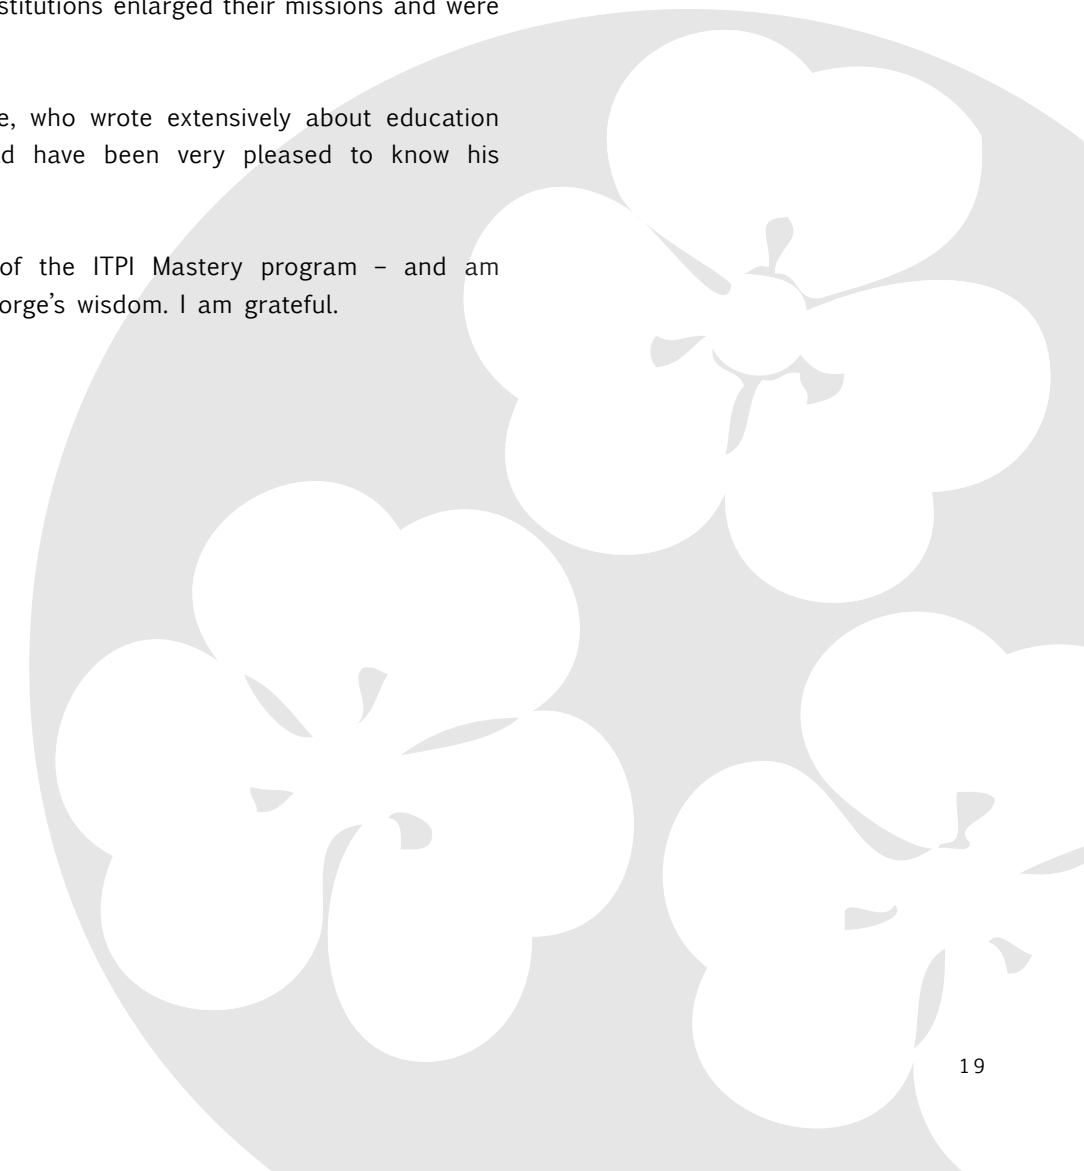 stitutions enlarged their missions and were
e, who wrote extensively about education
d have been very pleased to know his
of the ITPI Mastery program – and am
orge’s wisdom. I am grateful.
19